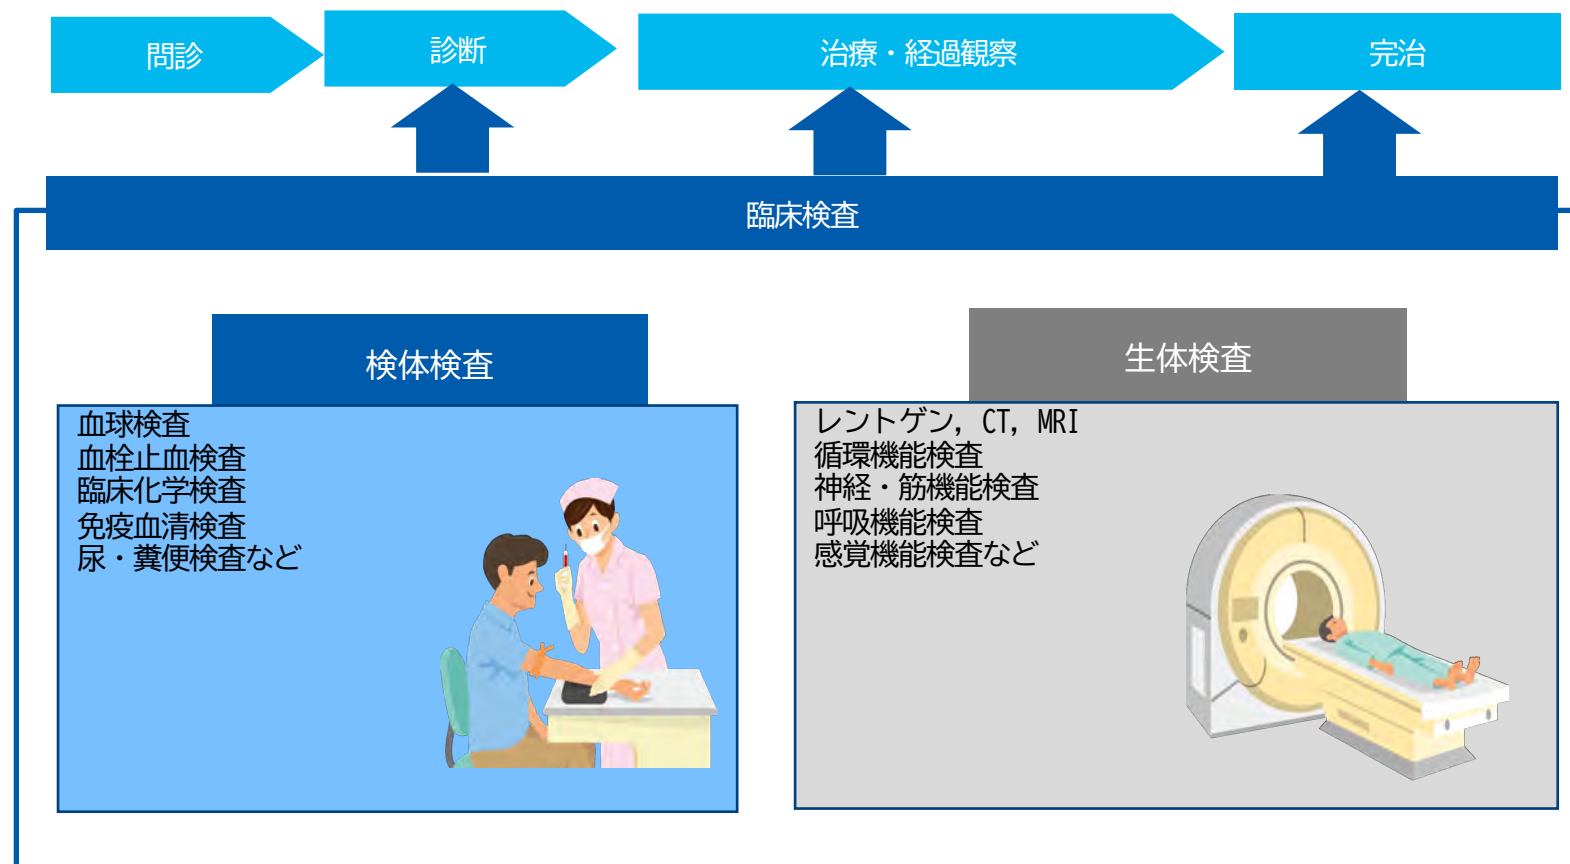 問診
診断
治療・経過観察
完治
臨床検査
検体検査
血球検査
血栓止血検査
臨床化学検査
免疫血清検査
尿・糞便検査など
生体検査
レントゲン, CT, MRI
循環機能検査
神経・筋機能検査
呼吸機能検査
感覚機能検査など